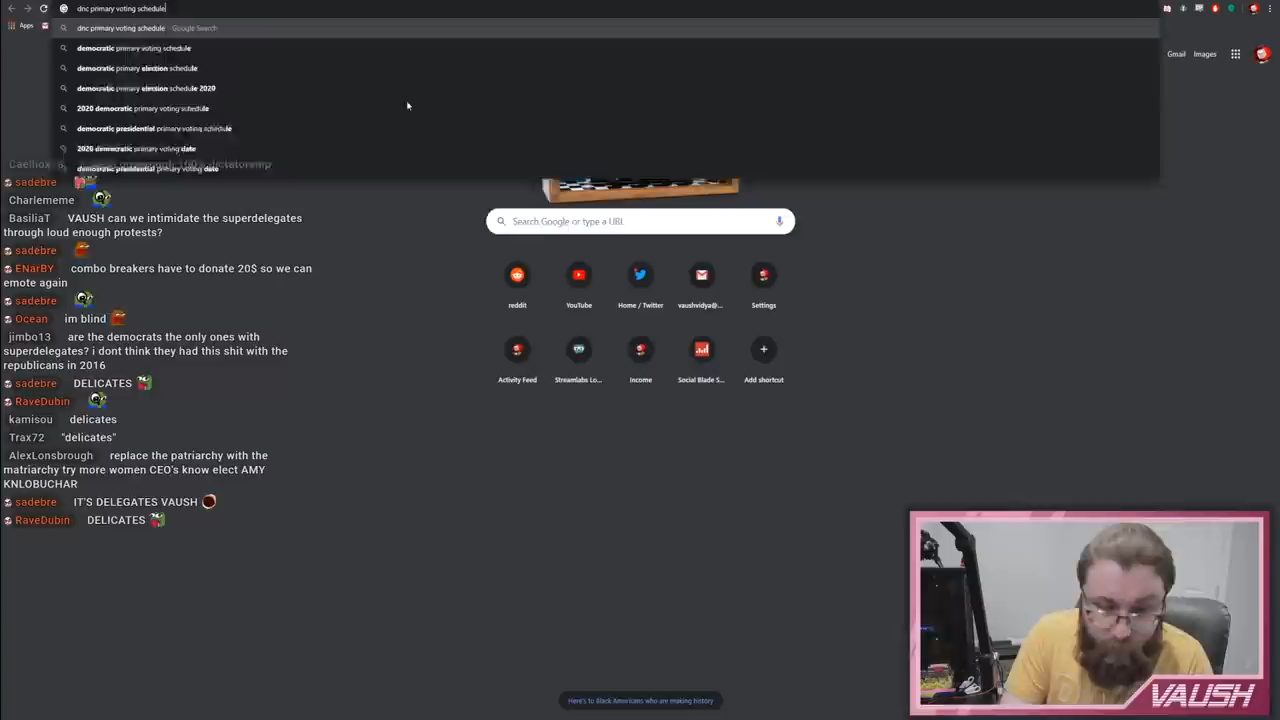 dnc primary voting schedule
Apps
dnc primary voting schedule - Google Search
democratic primary voting schedule
democratic primary election schedule
democratic primary election schedule 2020
2020 democratic primary voting schedule
democratic presidential primary voting schedule
2020 democratic primary voting date
democratic presidential primary voting date
Gmail Images
dictatorship
sadebre
Charlememe
BasiliaT VAUSH can we intimidate the superdelegates
through loud enough protests?
sadebre
ENarBY combo breakers have to donate 20$ so we can
emote again
sadebre
Ocean im blind
jimbo13 are the democrats the only ones with
superdelegates? i dont think they had this shit with the
republicans in 2016
sadebre DELICATES
RaveDubin
kamisou delicates
Trax72 "delicates"
AlexLonsbrough replace the patriarchy with the
matriarchy try more women CEO's know elect AMY
KNLOBUCHAR
sadebre IT'S DELEGATES VAUSH
RaveDubin DELICATES
Search Google or type a URL
reddit YouTube Home / Twitter vaushvidya@... Settings
Activity Feed Streamlabs Lo... Income Social Blade S... Add shortcut
Here's to Black Americans who are making history
VAUSH